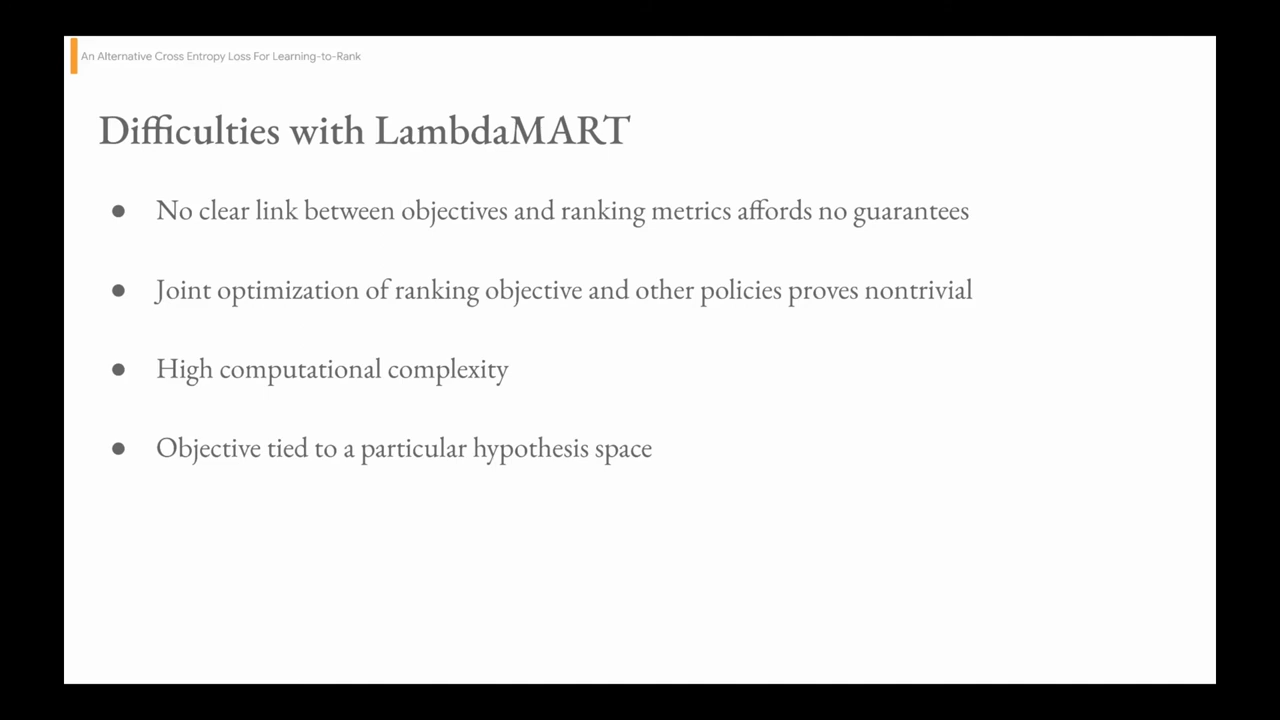 An Alternative Cross Entropy Loss For Learning-to-Rank
Difficulties with LambdaMART
● No clear link between objectives and ranking metrics affords no guarantees
● Joint optimization of ranking objective and other policies proves nontrivial
● High computational complexity
● Objective tied to a particular hypothesis space